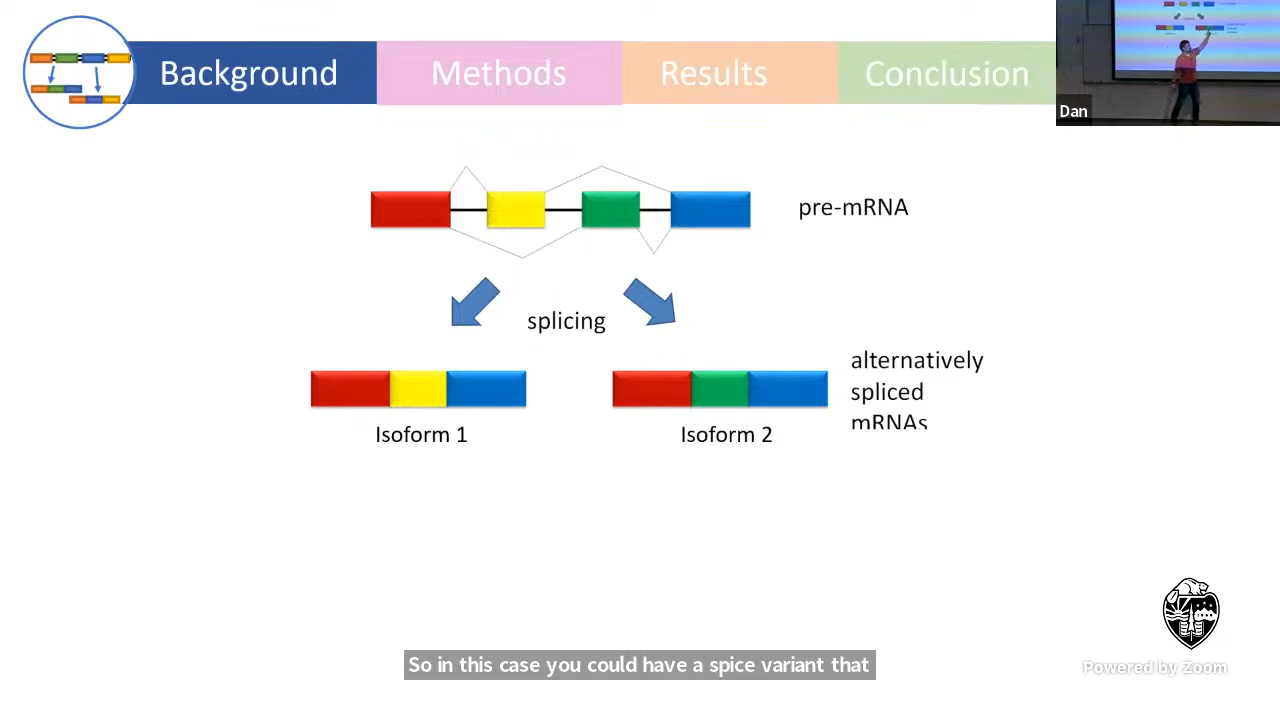 Background
Methods
Results
Conclusion
Dan
pre-mRNA
splicing
alternatively
spliced
mRNAs
Isoform 1
Isoform 2
So in this case you could have a spice variant that
Powered by Zoom